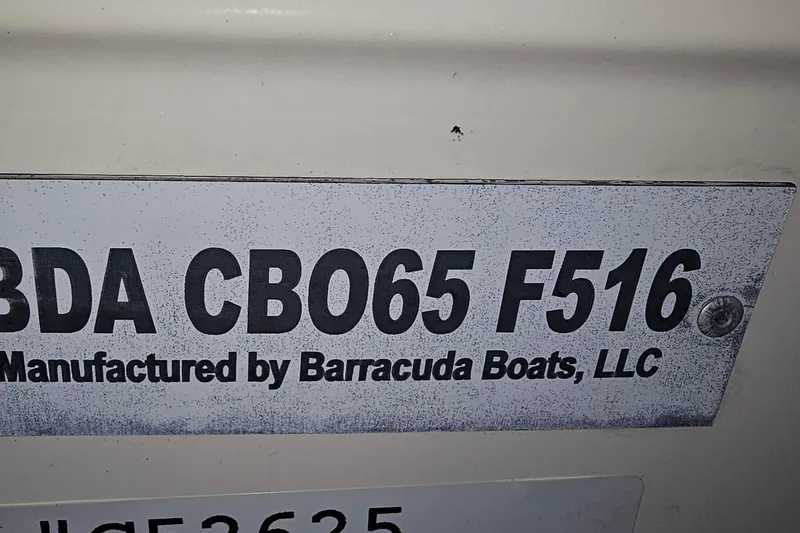 BDA CBO65 F516
Manufactured by Barracuda Boats, LLC